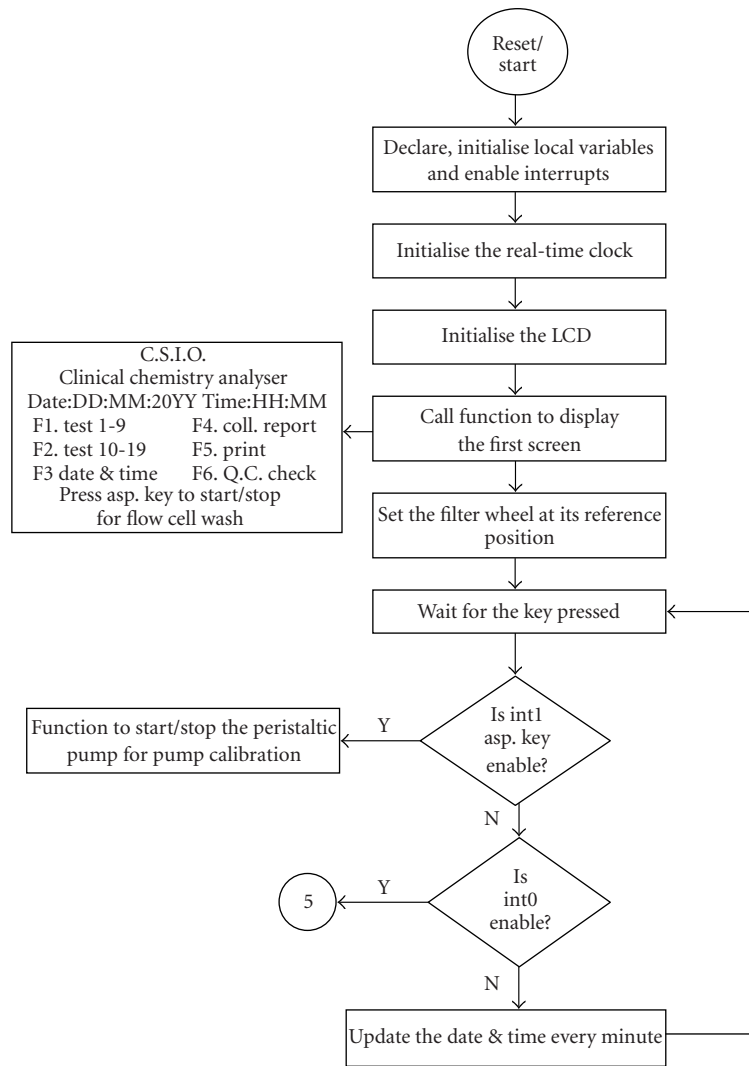 Reset/
start
Declare, initialise local variables
and enable interrupts
Initialise the real-time clock
Initialise the LCD
C.S.I.O.
Clinical chemistry analyser
Date:DD:MM:20YY Time:HH:MM
F1. test 1-9 F4. coll. report
F2. test 10-19 F5. print
F3 date & time F6. Q.C. check
Press asp. key to start/stop
for flow cell wash
Call function to display
the first screen
Set the filter wheel at its reference
position
Wait for the key pressed
Is int1
asp. key
enable?
Y
Function to start/stop the peristaltic
pump for pump calibration
N
Is
int0
enable?
Y
5
N
Update the date & time every minute